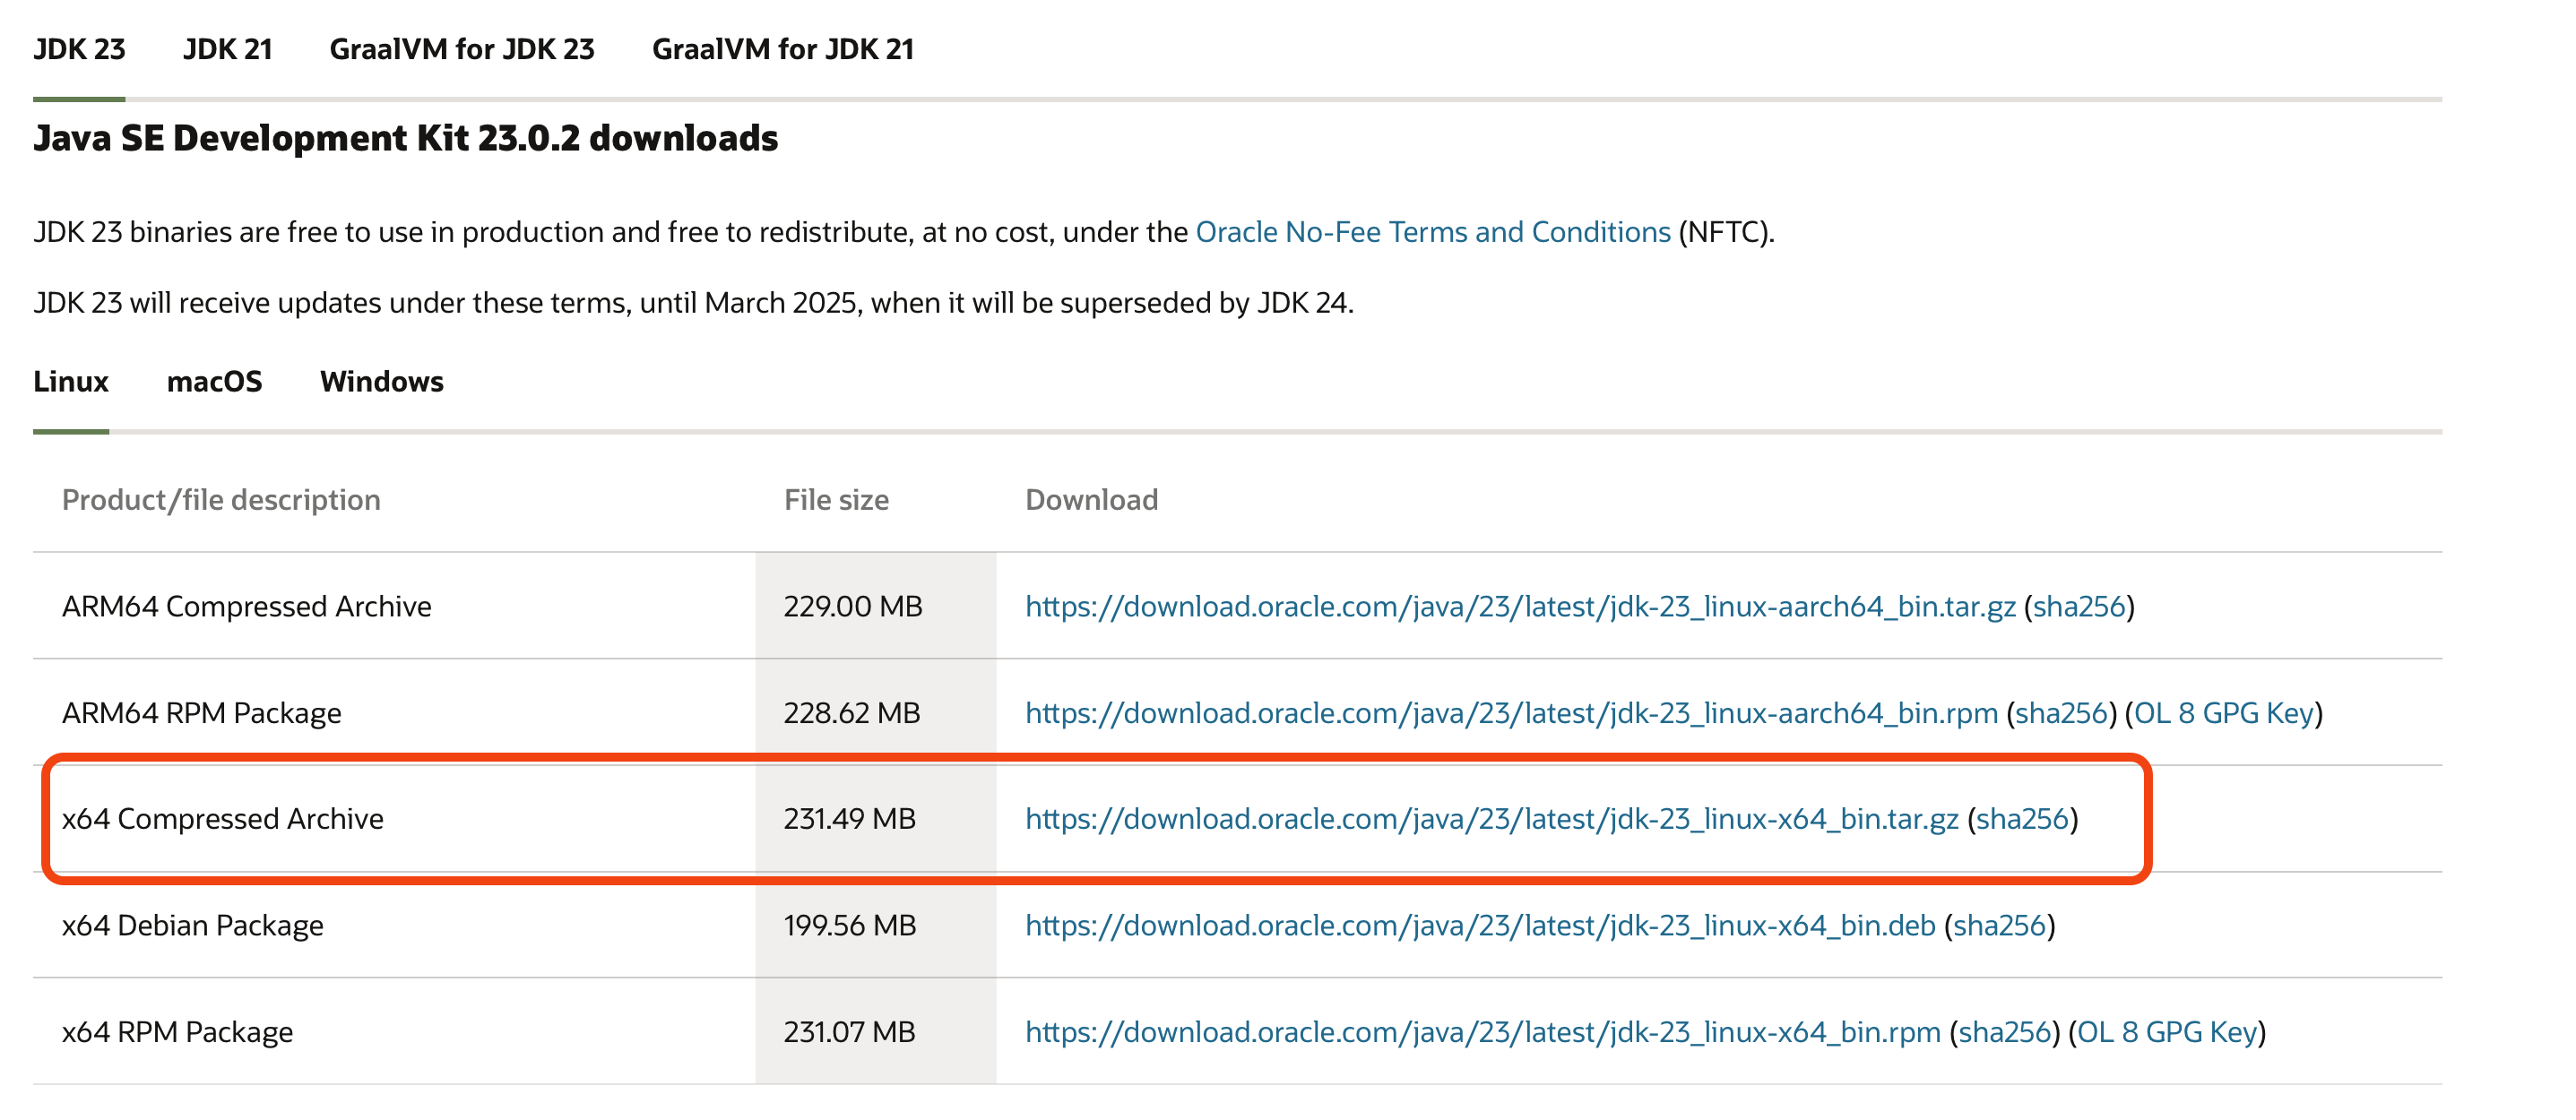 JDK 23 JDK 21 GraalVM for JDK 23 GraalVM for JDK 21
Java SE Development Kit 23.0.2 downloads
JDK 23 binaries are free to use in production and free to redistribute, at no cost, under the Oracle No-Fee Terms and Conditions (NFTC).
JDK 23 will receive updates under these terms, until March 2025, when it will be superseded by JDK 24.
Linux macOS Windows
Product/file description File size Download
ARM64 Compressed Archive 229.00 MB https://download.oracle.com/java/23/latest/jdk-23_linux-aarch64_bin.tar.gz (sha256)
ARM64 RPM Package 228.62 MB https://download.oracle.com/java/23/latest/jdk-23_linux-aarch64_bin.rpm (sha256) (OL 8 GPG Key)
x64 Compressed Archive 231.49 MB https://download.oracle.com/java/23/latest/jdk-23_linux-x64_bin.tar.gz (sha256)
x64 Debian Package 199.56 MB https://download.oracle.com/java/23/latest/jdk-23_linux-x64_bin.deb (sha256)
x64 RPM Package 231.07 MB https://download.oracle.com/java/23/latest/jdk-23_linux-x64_bin.rpm (sha256) (OL 8 GPG Key)